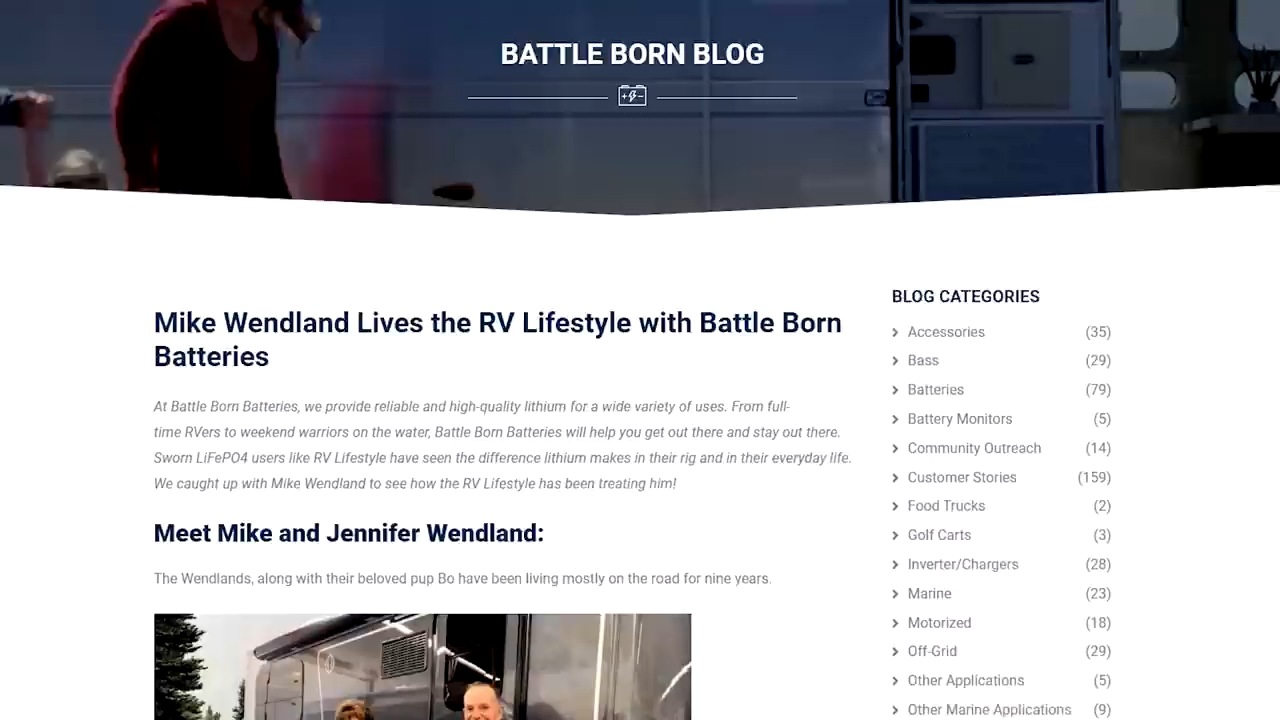 BATTLE BORN BLOG
Mike Wendland Lives the RV Lifestyle with Battle Born
Batteries
At Battle Born Batteries, we provide reliable and high-quality lithium for a wide variety of uses. From full-
time RVers to weekend warriors on the water, Battle Born Batteries will help you get out there and stay out there.
Sworn LiFePO4 users like RV Lifestyle have seen the difference lithium makes in their rig and in their everyday life.
We caught up with Mike Wendland to see how the RV Lifestyle has been treating him!
Meet Mike and Jennifer Wendland:
The Wendlands, along with their beloved pup Bo have been living mostly on the road for nine years.
BLOG CATEGORIES
Accessories (35)
Bass (29)
Batteries (79)
Battery Monitors (5)
Community Outreach (14)
Customer Stories (159)
Food Trucks (2)
Golf Carts (3)
Inverter/Chargers (28)
Marine (23)
Motorized (18)
Off-Grid (29)
Other Applications (5)
Other Marine Applications (9)